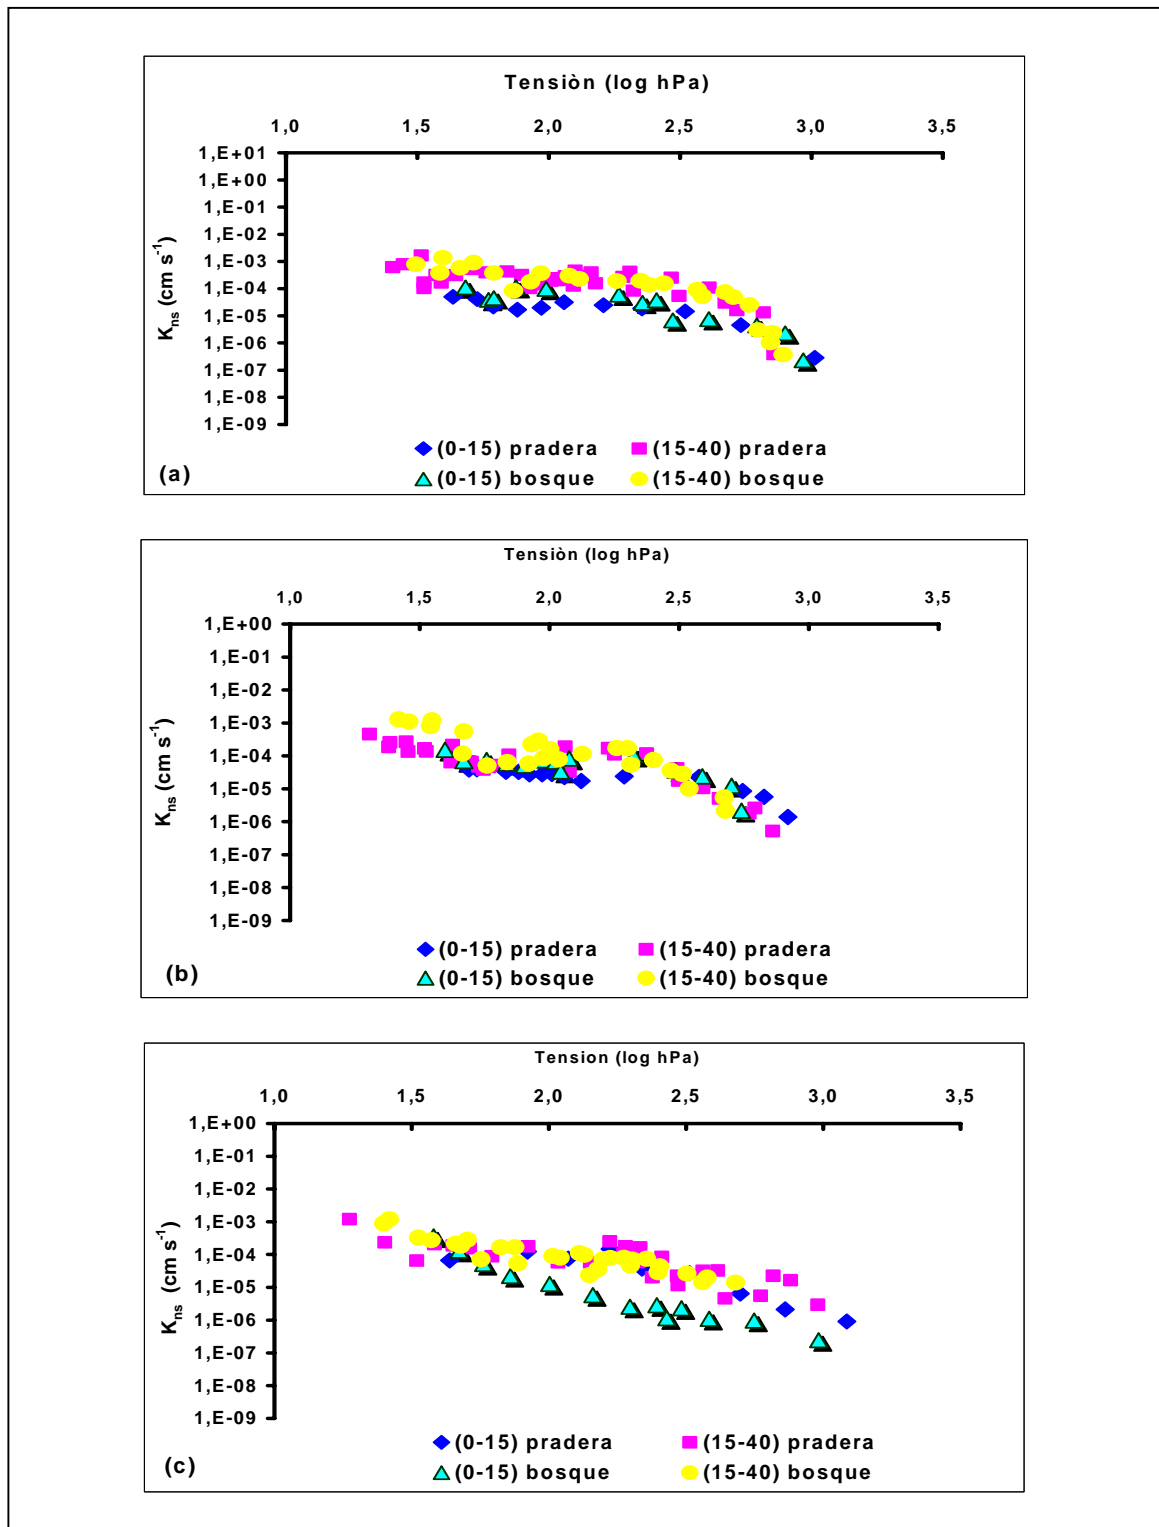 Tensiòn (log hPa)
1,0 1,5 2,0 2,5 3,0 3,5
1,E+01
1,E+00
1,E-01
1,E-02
1,E-03
1,E-04
1,E-05
1,E-06
1,E-07
1,E-08
1,E-09
Kns (cm s-1)
(0-15) pradera (15-40) pradera
(0-15) bosque (15-40) bosque
(a)
Tensiòn (log hPa)
1,0 1,5 2,0 2,5 3,0 3,5
1,E+00
1,E-01
1,E-02
1,E-03
1,E-04
1,E-05
1,E-06
1,E-07
1,E-08
1,E-09
Kns (cm s-1)
(0-15) pradera (15-40) pradera
(0-15) bosque (15-40) bosque
(b)
Tension (log hPa)
1,0 1,5 2,0 2,5 3,0 3,5
1,E+00
1,E-01
1,E-02
1,E-03
1,E-04
1,E-05
1,E-06
1,E-07
1,E-08
1,E-09
Kns (cm s-1)
(0-15) pradera (15-40) pradera
(0-15) bosque (15-40) bosque
(c)